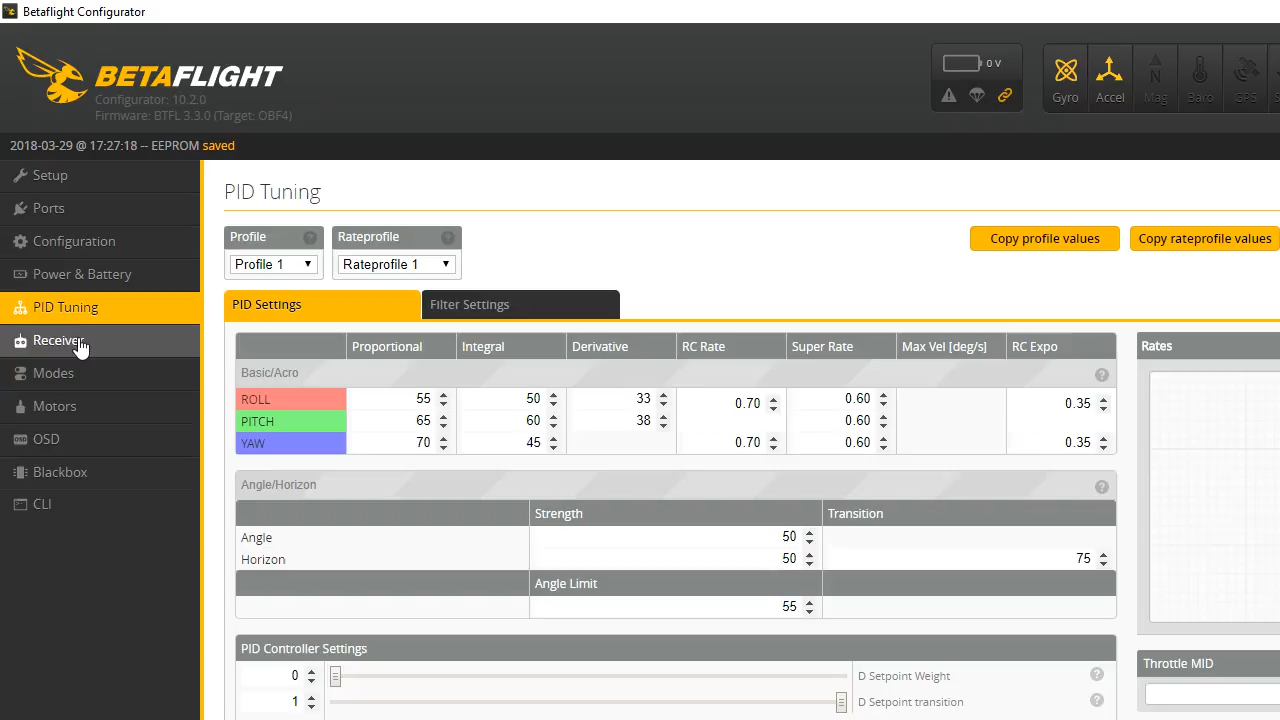 Betaflight Configurator
BETAFLIGHT
Configurator: 10.2.0
Firmware: BTFL 3.3.0 (Target: OBF4)
0 V
Gyro Accel Mag Baro GPS
2018-03-29 @ 17:27:18 -- EEPROM saved
Setup
Ports
Configuration
Power & Battery
PID Tuning
Receiver
Modes
Motors
OSD
Blackbox
CLI
PID Tuning
Profile Rateprofile
Profile 1 Rateprofile 1
Copy profile values Copy rateprofile values
PID Settings Filter Settings
Proportional Integral Derivative RC Rate Super Rate Max Vel [deg/s] RC Expo
Basic/Acro
ROLL 55 50 33 0.70 0.60 0.35
PITCH 65 60 38 0.60
YAW 70 45 0.70 0.60 0.35
Angle/Horizon
Strength Transition
Angle 50
Horizon 50 75
Angle Limit
55
PID Controller Settings
0 D Setpoint Weight
1 D Setpoint transition
Rates
Throttle MID